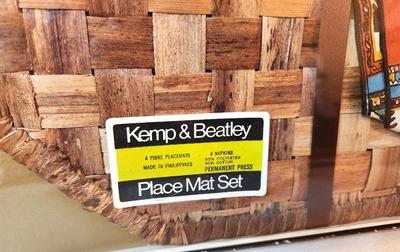 Kemp & Beatley
4 FIBRE PLACEMATS
MADE IN PHILIPPINES
4 NAPKINS
50% POLYESTER
50% COTTON
PERMANENT PRESS
Place Mat Set